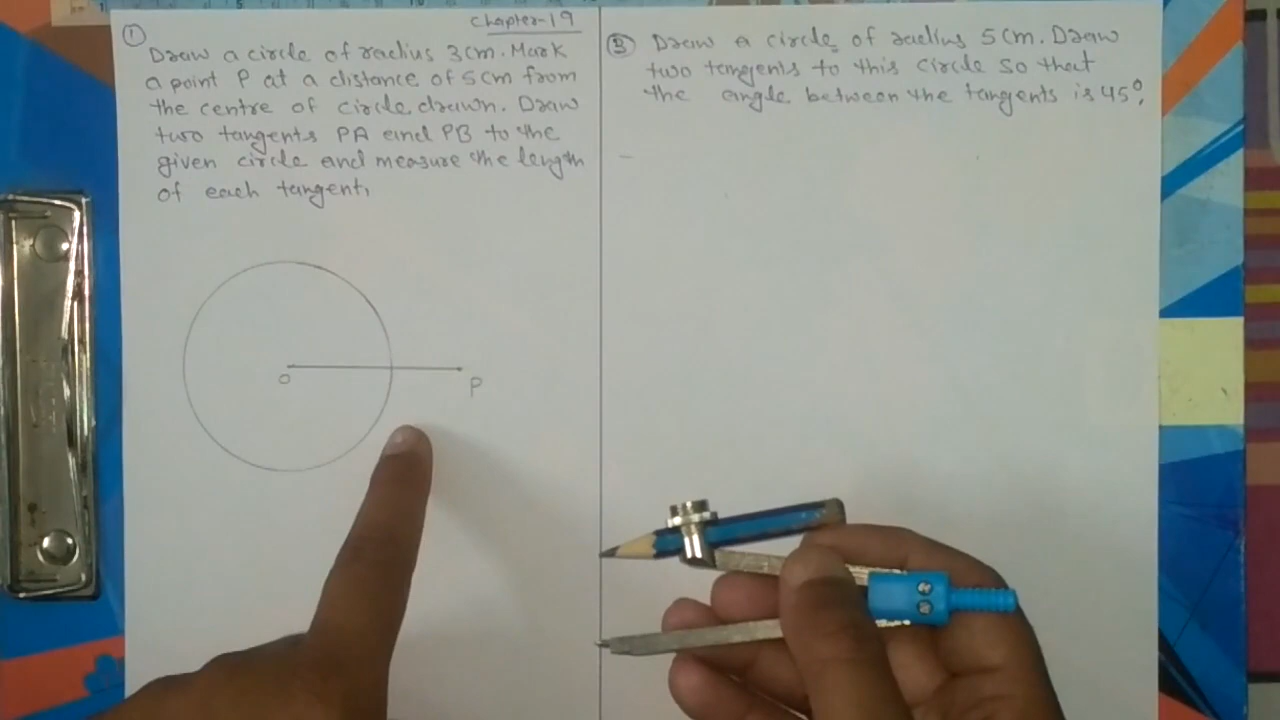 Chapter-19
①
Draw a circle of radius 3cm. Mark
a point P at a distance of 5cm from
the centre of circle drawn. Draw
two tangents PA and PB to the
given circle and measure the length
of each tangent,
O
P
③ Draw a circle of radius 5cm. Draw
two tangents to this circle so that
the angle between the tangents is 45°,